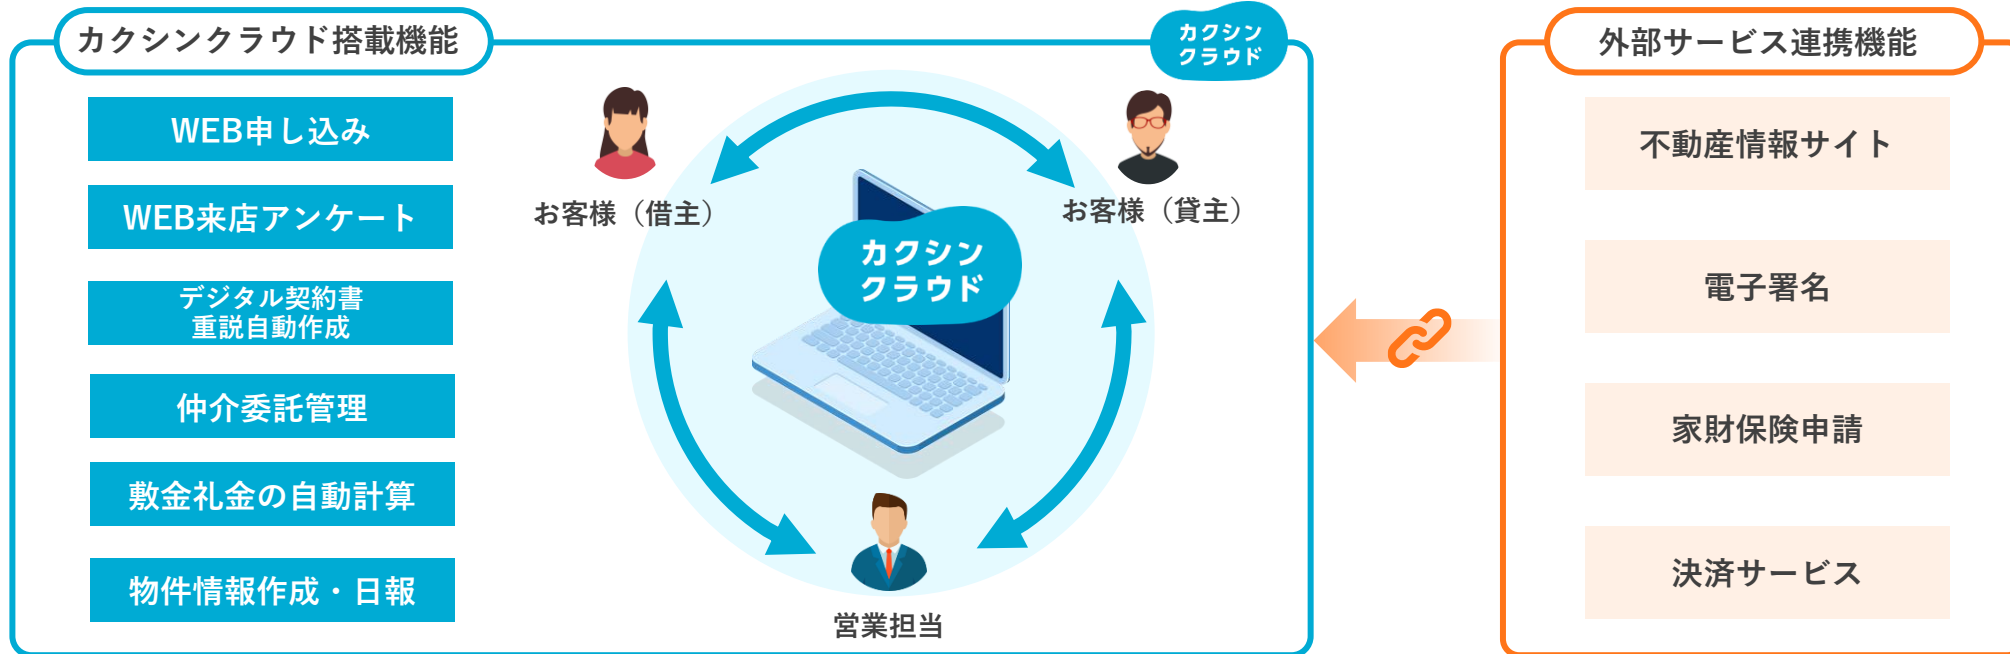 カクシンクラウド搭載機能
カクシン
クラウド
WEB申し込み
WEB来店アンケート
デジタル契約書
重説自動作成
仲介委託管理
敷金礼金の自動計算
物件情報作成・日報
お客様（借主）
お客様（貸主）
カクシン
クラウド
営業担当
外部サービス連携機能
不動産情報サイト
電子署名
家財保険申請
決済サービス